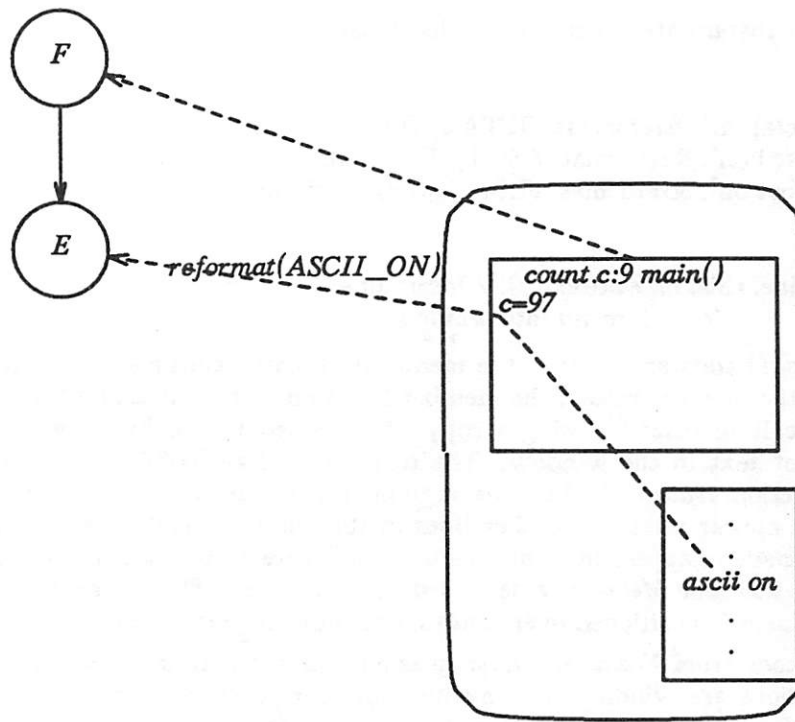 F
E
reformat(ASCII_ON)
count.c:9 main()
c=97
ascii on